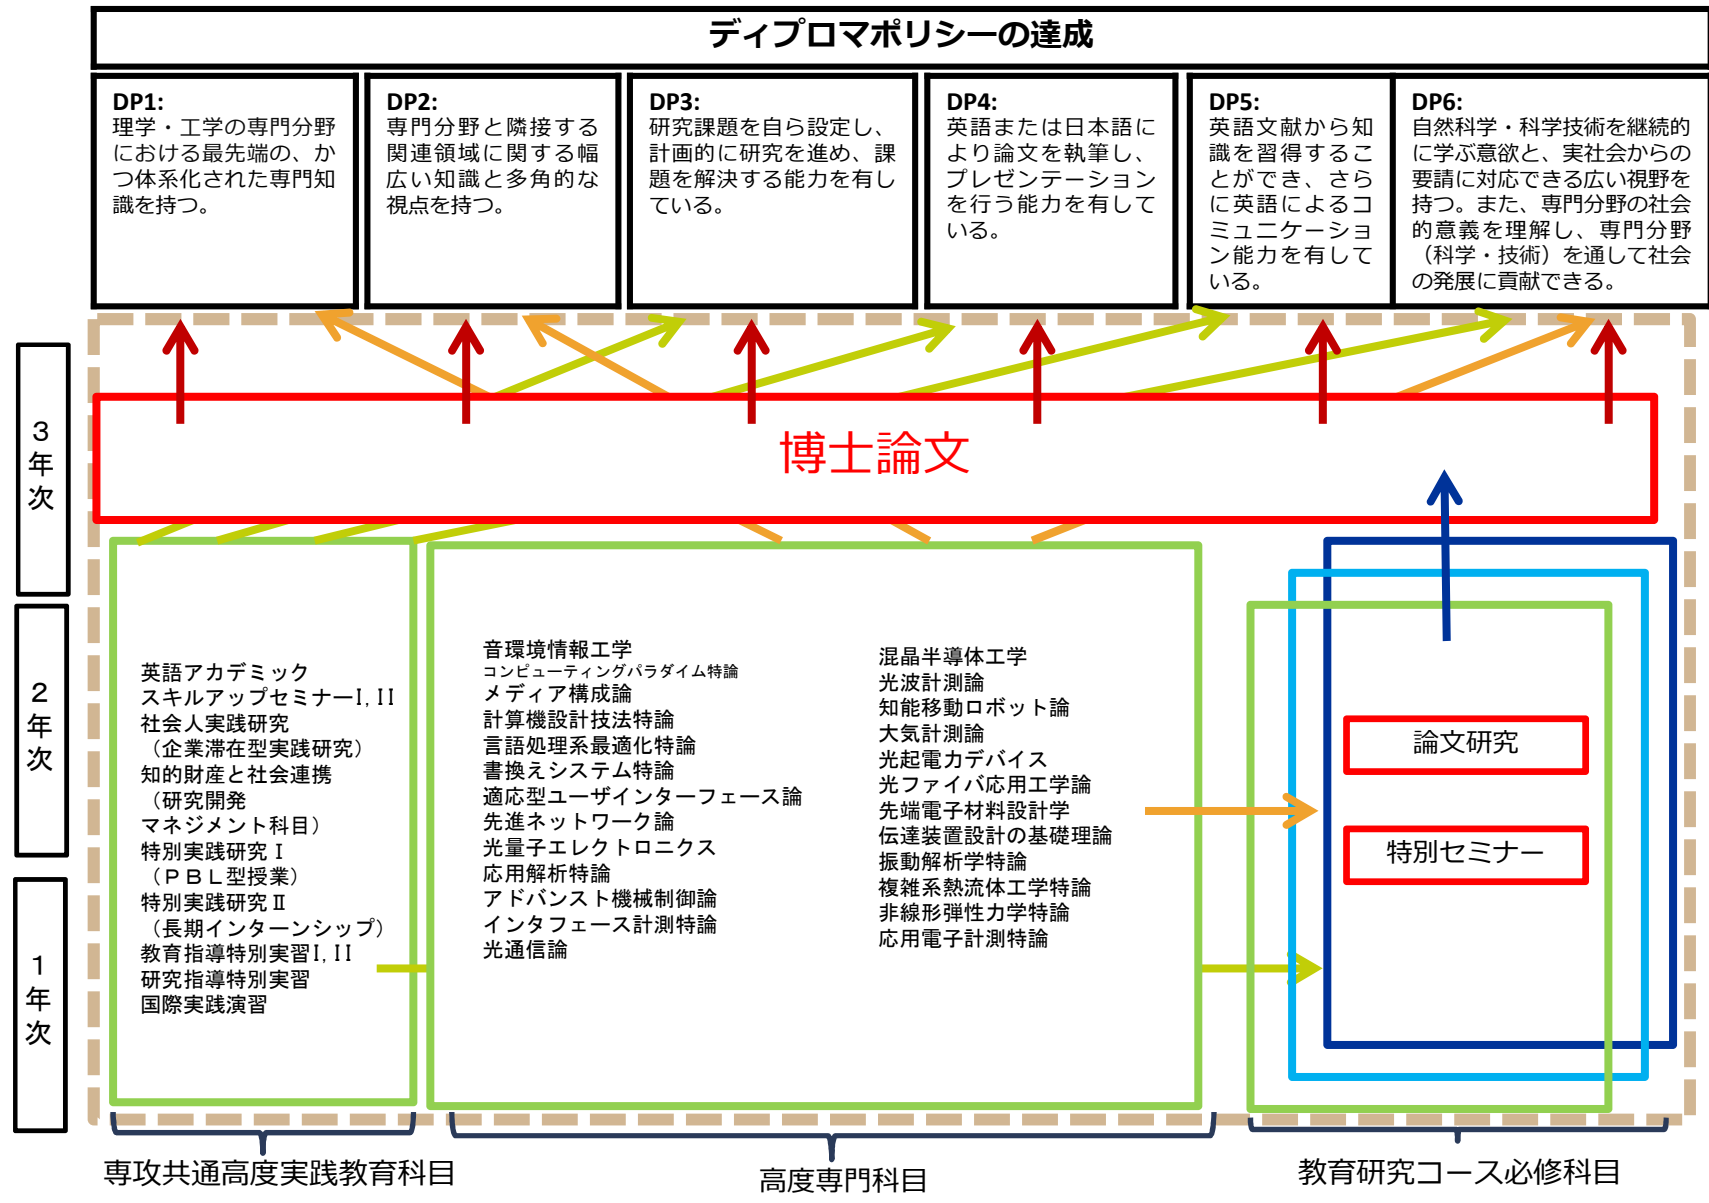 ディプロマポリシーの達成
DP1:
理学・工学の専門分野
における最先端の、か
つ体系化された専門知
識を持つ。
DP2:
専門分野と隣接する
関連領域に関する幅
広い知識と多角的な
視点を持つ。
DP3:
研究課題を自ら設定し、
計画的に研究を進め、課
題を解決する能力を有し
ている。
DP4:
英語または日本語に
より論文を執筆し、
プレゼンテーション
を行う能力を有して
いる。
DP5:
英語文献から知
識を習得するこ
とができ、さら
に英語によるコ
ミュニケーショ
ン能力を有して
いる。
DP6:
自然科学・科学技術を継続的
に学ぶ意欲と、実社会からの
要請に対応できる広い視野を
持つ。また、専門分野の社会
的意義を理解し、専門分野
（科学・技術）を通して社会
の発展に貢献できる。
3年次
博士論文
2年次
1年次
英語アカデミック
スキルアップセミナーI,II
社会人実践研究
（企業滞在型実践研究）
知的財産と社会連携
（研究開発
マネジメント科目）
特別実践研究Ⅰ
（ＰＢＬ型授業）
特別実践研究Ⅱ
（長期インターンシップ）
教育指導特別実習I,II
研究指導特別実習
国際実践演習
音環境情報工学
コンピューティングパラダイム特論
メディア構成論
計算機設計技法特論
言語処理系最適化特論
書換えシステム特論
適応型ユーザインターフェース論
先進ネットワーク論
光量子エレクトロニクス
応用解析特論
アドバンスト機械制御論
インタフェース計測特論
光通信論
混晶半導体工学
光波計測論
知能移動ロボット論
大気計測論
光起電力デバイス
光ファイバ応用工学論
先端電子材料設計学
伝達装置設計の基礎理論
振動解析学特論
複雑系熱流体工学特論
非線形弾性力学特論
応用電子計測特論
論文研究
特別セミナー
専攻共通高度実践教育科目
高度専門科目
教育研究コース必修科目